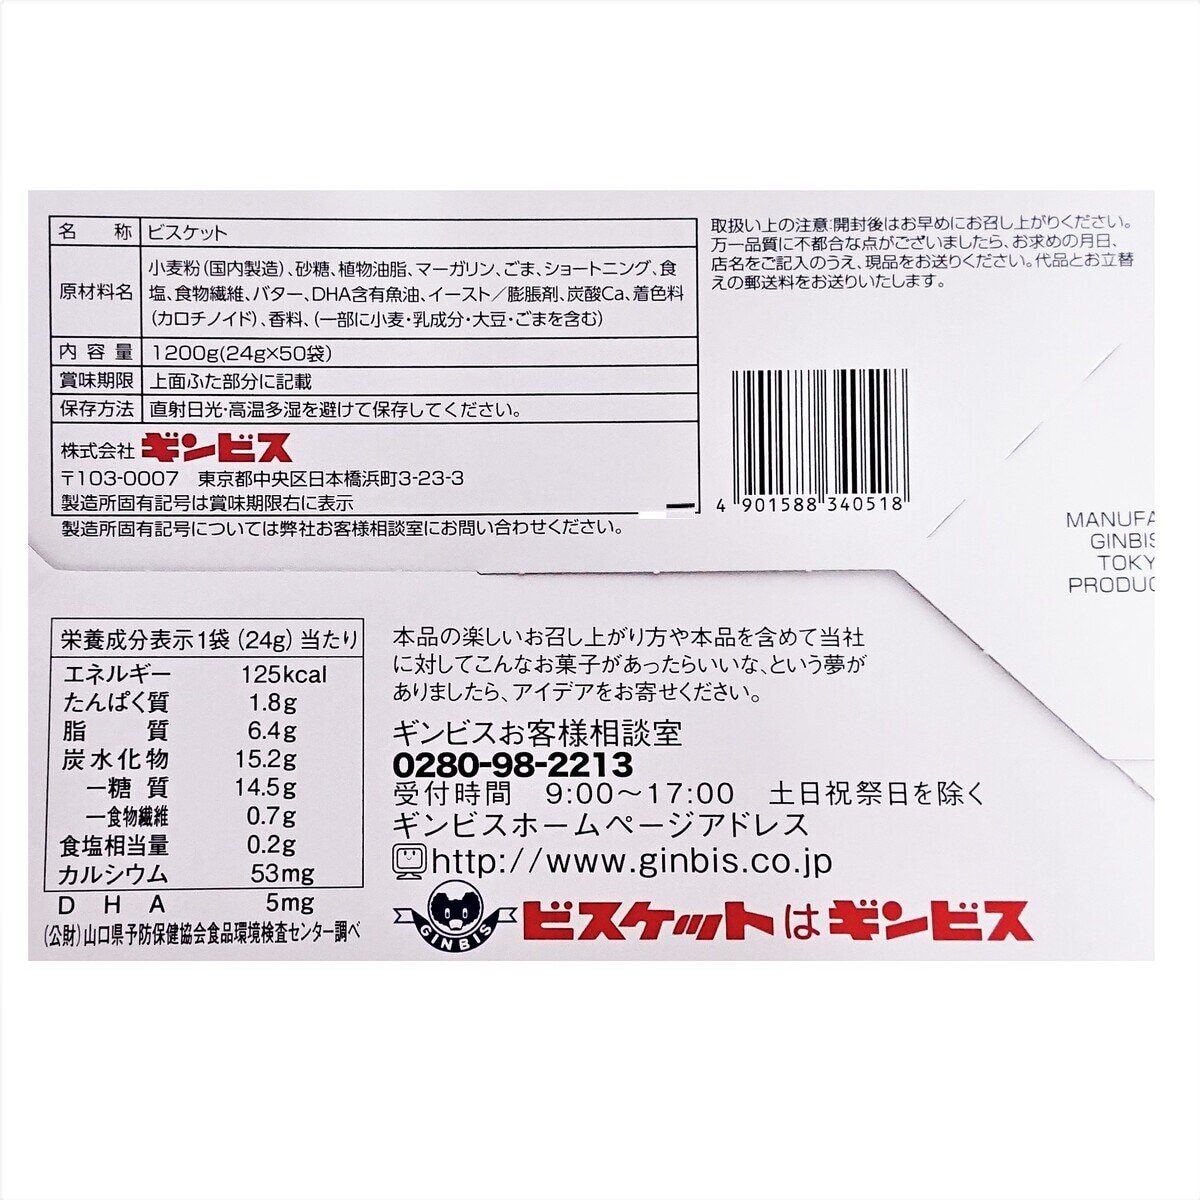 名 称 ビスケット
原材料名 小麦粉(国内製造)、砂糖、植物油脂、マーガリン、ごま、ショートニング、食
塩、食物繊維、バター、DHA含有魚油、イースト／膨脹剤、炭酸Ca、着色料
(カロチノイド)、香料、(一部に小麦・乳成分・大豆・ごまを含む)
内容量 1200g(24g×50袋)
賞味期限 上面ふた部分に記載
保存方法 直射日光・高温多湿を避けて保存してください。
株式会社 ギンビス
〒103-0007 東京都中央区日本橋浜町3-23-3
製造所固有記号は賞味期限右に表示
製造所固有記号については弊社お客様相談室にお問い合わせください。
取扱い上の注意:開封後はお早めにお召し上がりください。
万一品質に不都合な点がございましたら、お求めの月日、
店名をご記入のうえ、現品をお送りください。代品とお立替
えの郵送料をお送りいたします。
4 901588 340518
MANUFA
GINBIS
TOKY
PRODUC
栄養成分表示1袋(24g)当たり
エネルギー 125kcal
たんぱく質 1.8g
脂質 6.4g
炭水化物 15.2g
―糖質 14.5g
―食物繊維 0.7g
食塩相当量 0.2g
カルシウム 53mg
DHA 5mg
(公財)山口県予防保健協会食品環境検査センター調べ
本品の楽しいお召し上がり方や本品を含めて当社
に対してこんなお菓子があったらいいな、という夢が
ありましたら、アイデアをお寄せください。
ギンビスお客様相談室
0280-98-2213
受付時間 9:00〜17:00 土日祝祭日を除く
ギンビスホームページアドレス
http://www.ginbis.co.jp
GINBIS
ビスケットはギンビス